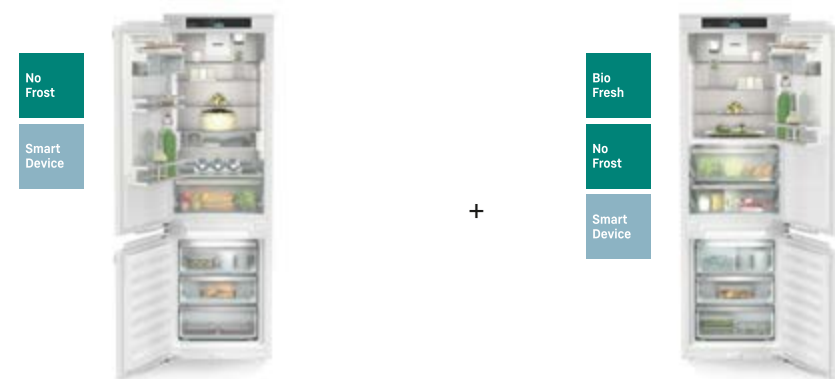 No
Frost
Smart
Device
+
Bio
Fresh
No
Frost
Smart
Device